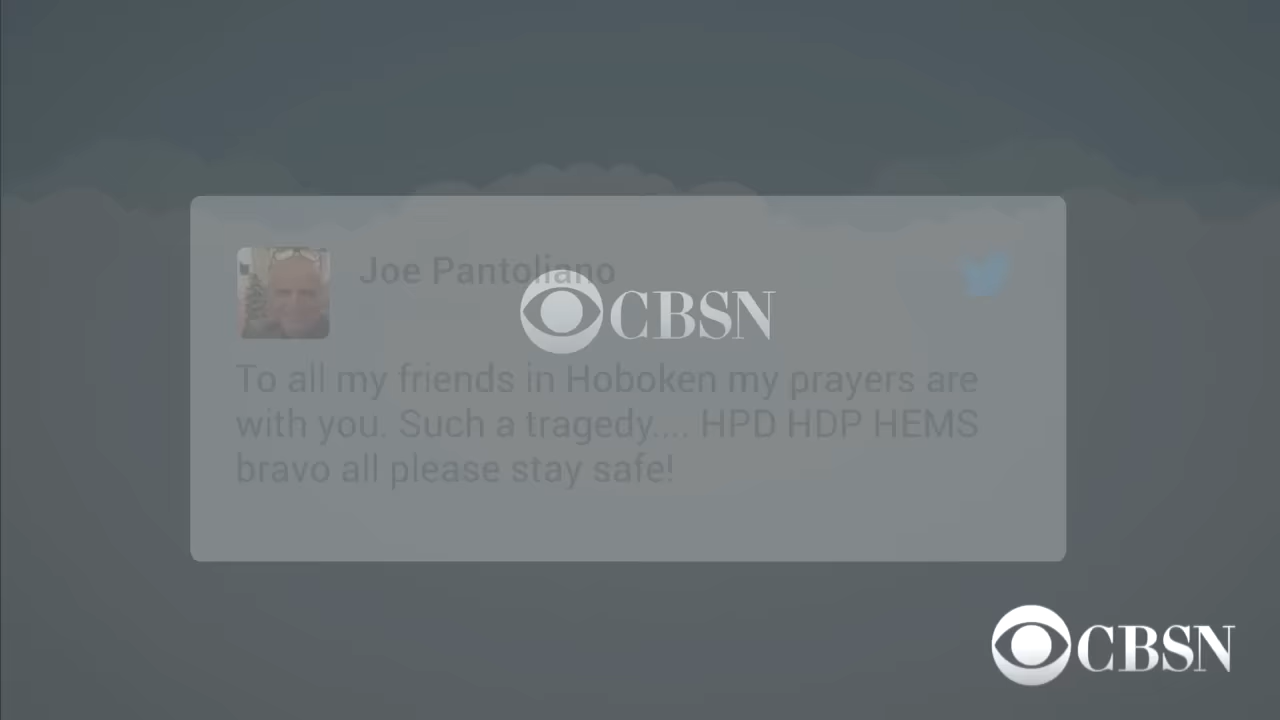 Joe Pantoliano
CBSN
To all my friends in Hoboken my prayers are
with you. Such a tragedy.... HPD HDP HEMS
bravo all please stay safe!
CBSN